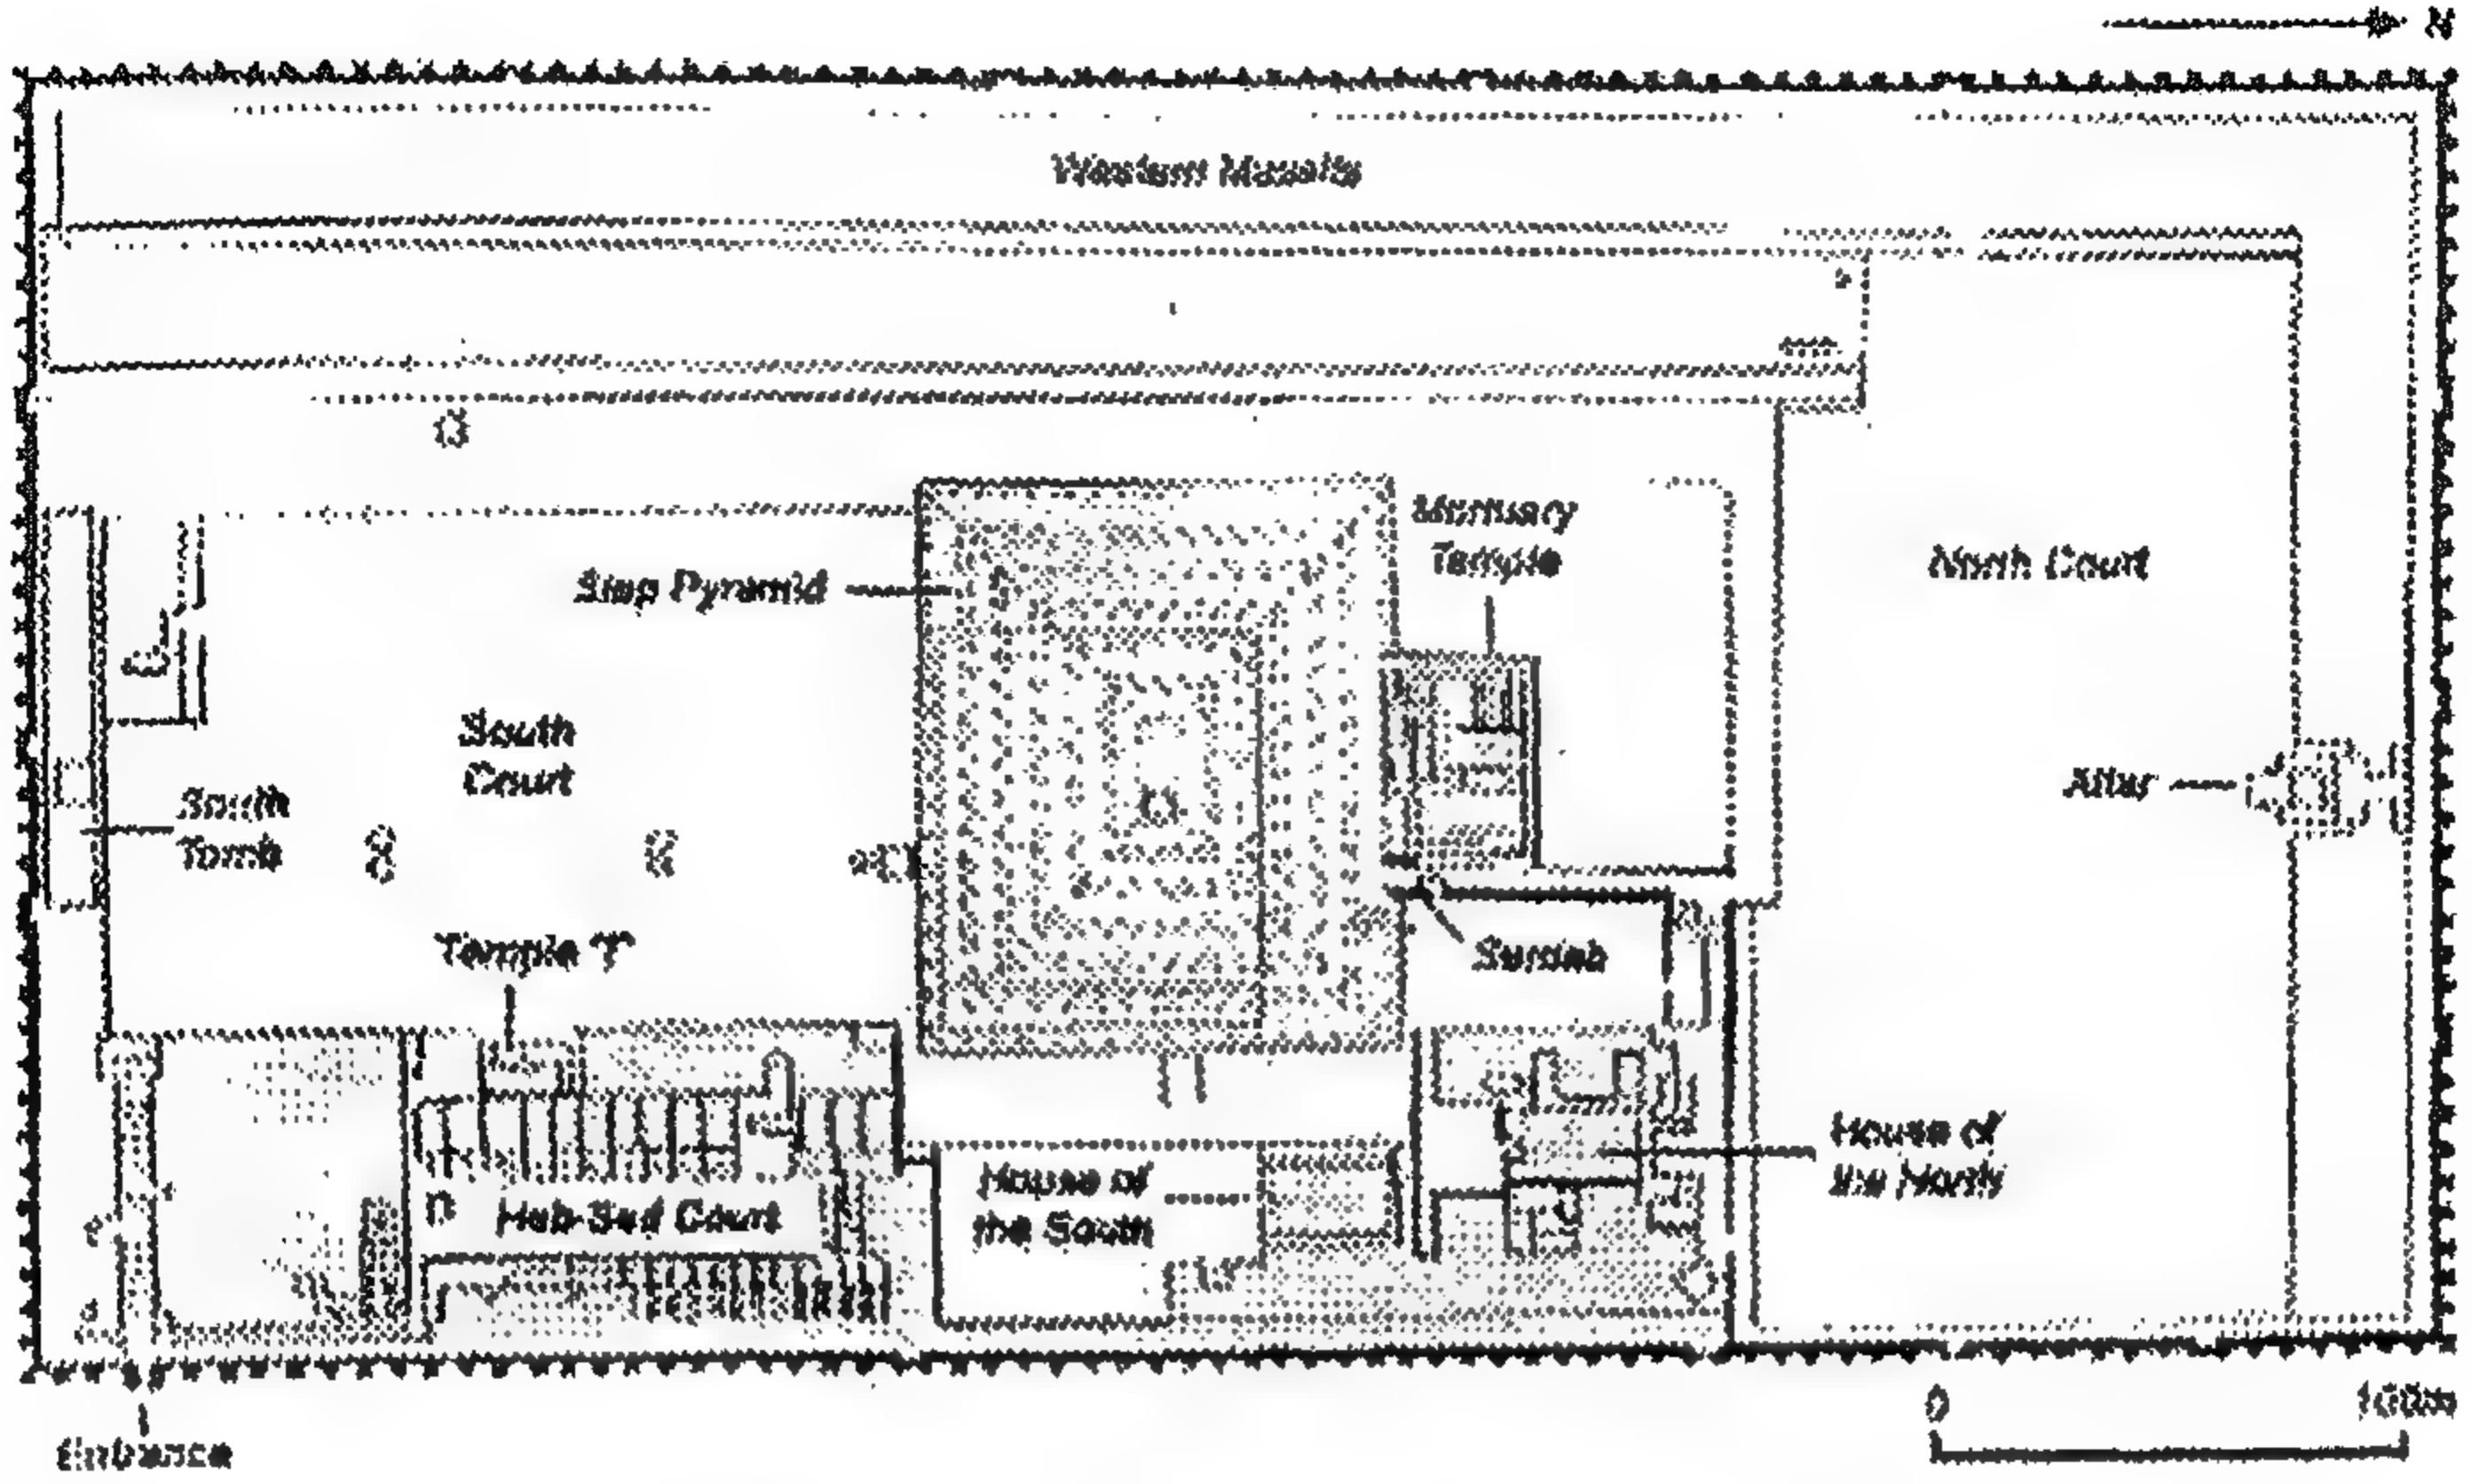 N
Western Massifs
Mortuary
Temple
North Court
Step Pyramid
South
Court
Altar
South
Tomb
Temple 'T'
Serdab
House of
the North
House of
the South
Heb-Sed Court
0
100m
Entrance